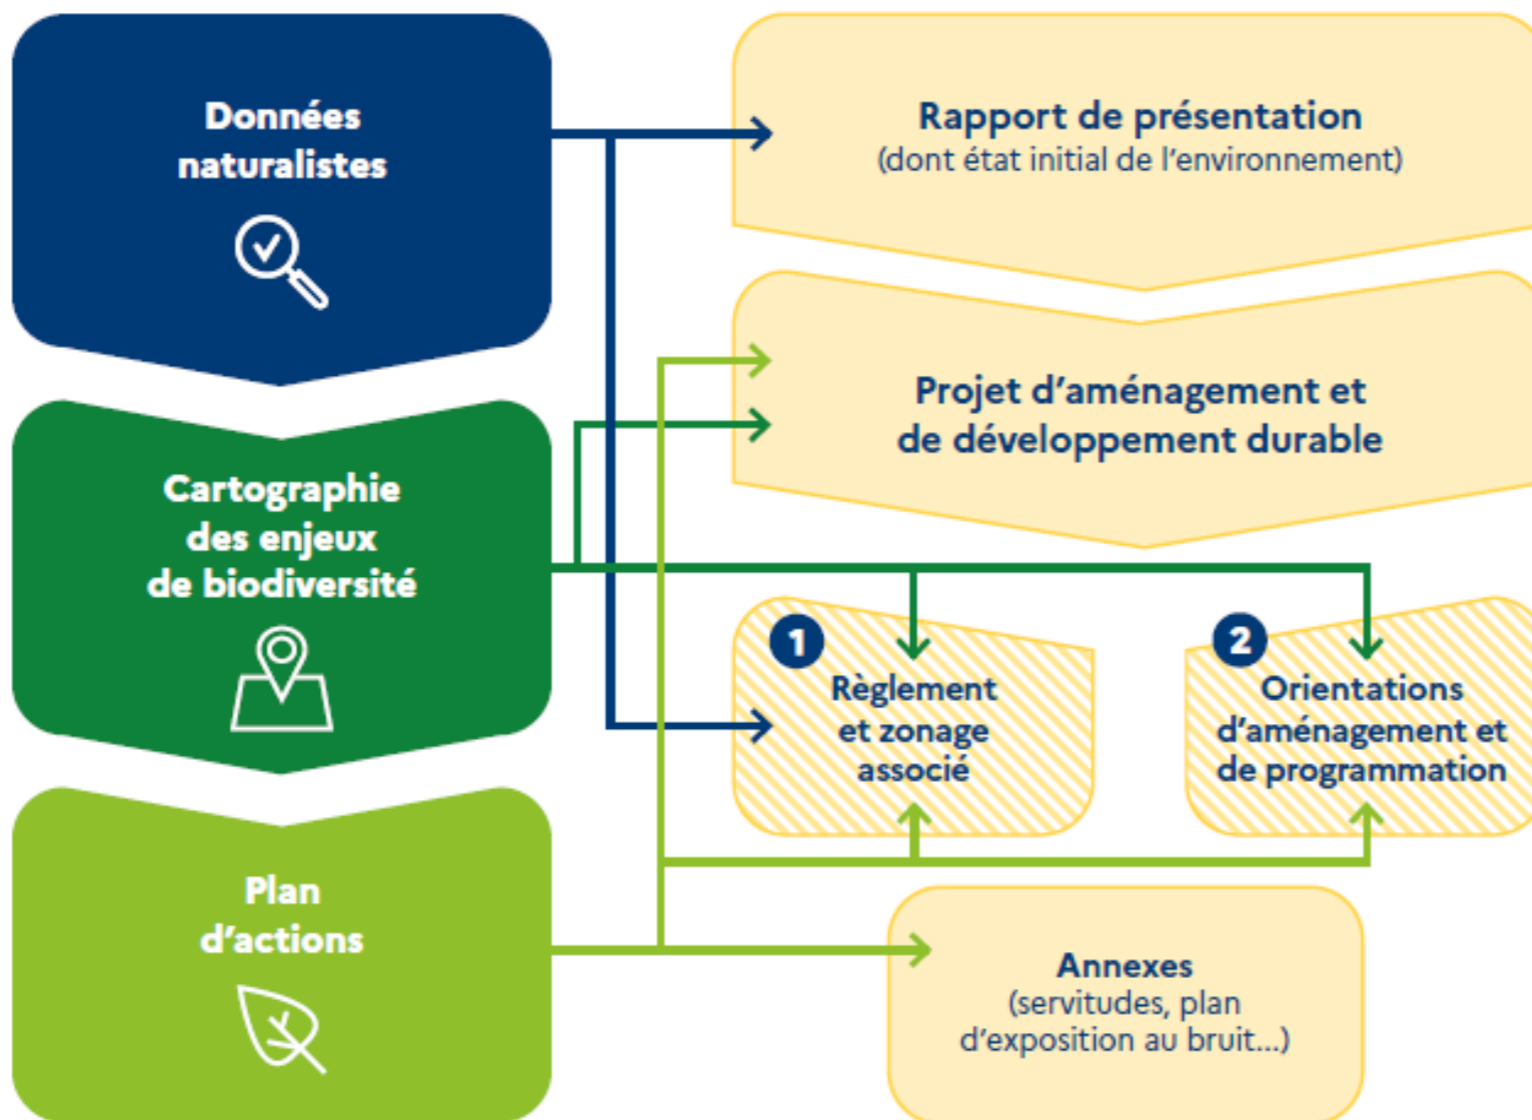 Données
naturalistes
Rapport de présentation
(dont état initial de l'environnement)
Projet d'aménagement et
de développement durable
Cartographie
des enjeux
de biodiversité
1
Règlement
et zonage
associé
2
Orientations
d'aménagement et
de programmation
Plan
d'actions
Annexes
(servitudes, plan
d'exposition au bruit...)